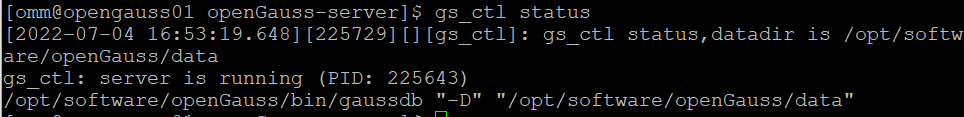 [omm@opengauss01 openGauss-server]$ gs_ctl status
[2022-07-04 16:53:19.648][225729][][gs_ctl]: gs_ctl status,datadir is /opt/softw
are/openGauss/data
gs_ctl: server is running (PID: 225643)
/opt/software/openGauss/bin/gaussdb "-D" "/opt/software/openGauss/data"